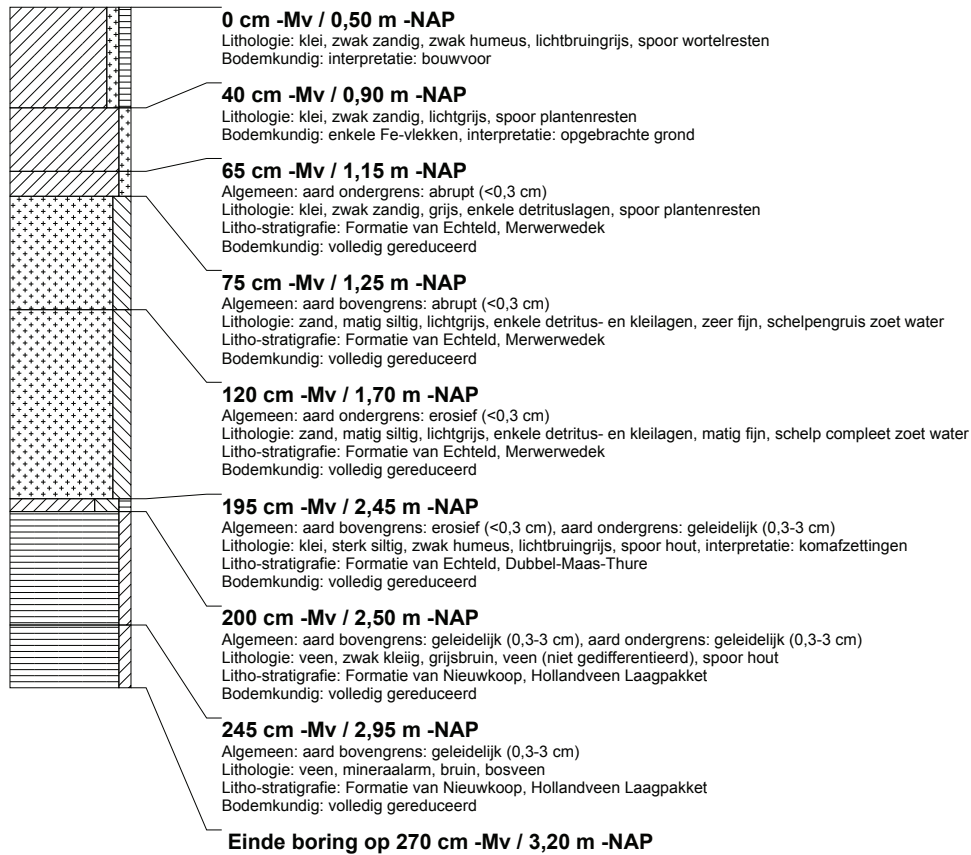 0 cm -Mv / 0,50 m -NAP
Lithologie: klei, zwak zandig, zwak humeus, lichtbruingrijs, spoor wortelresten
Bodemkundig: interpretatie: bouwvoor
40 cm -Mv / 0,90 m -NAP
Lithologie: klei, zwak zandig, lichtgrijs, spoor plantenresten
Bodemkundig: enkele Fe-vlekken, interpretatie: opgebrachte grond
65 cm -Mv / 1,15 m -NAP
Algemeen: aard ondergrens: abrupt (<0,3 cm)
Lithologie: klei, zwak zandig, grijs, enkele detrituslagen, spoor plantenresten
Litho-stratigrafie: Formatie van Echteld, Merwerwedek
Bodemkundig: volledig gereduceerd
75 cm -Mv / 1,25 m -NAP
Algemeen: aard bovengrens: abrupt (<0,3 cm)
Lithologie: zand, matig siltig, lichtgrijs, enkele detritus- en kleilagen, zeer fijn, schelpengruis zoet water
Litho-stratigrafie: Formatie van Echteld, Merwerwedek
Bodemkundig: volledig gereduceerd
120 cm -Mv / 1,70 m -NAP
Algemeen: aard ondergrens: erosief (<0,3 cm)
Lithologie: zand, matig siltig, lichtgrijs, enkele detritus- en kleilagen, matig fijn, schelp compleet zoet water
Litho-stratigrafie: Formatie van Echteld, Merwerwedek
Bodemkundig: volledig gereduceerd
195 cm -Mv / 2,45 m -NAP
Algemeen: aard bovengrens: erosief (<0,3 cm), aard ondergrens: geleidelijk (0,3-3 cm)
Lithologie: klei, sterk siltig, zwak humeus, lichtbruingrijs, spoor hout, interpretatie: komafzettingen
Litho-stratigrafie: Formatie van Echteld, Dubbel-Maas-Thure
Bodemkundig: volledig gereduceerd
200 cm -Mv / 2,50 m -NAP
Algemeen: aard bovengrens: geleidelijk (0,3-3 cm), aard ondergrens: geleidelijk (0,3-3 cm)
Lithologie: veen, zwak kleiig, grijsbruin, veen (niet gedifferentieerd), spoor hout
Litho-stratigrafie: Formatie van Nieuwkoop, Hollandveen Laagpakket
Bodemkundig: volledig gereduceerd
245 cm -Mv / 2,95 m -NAP
Algemeen: aard bovengrens: geleidelijk (0,3-3 cm)
Lithologie: veen, mineraalarm, bruin, bosveen
Litho-stratigrafie: Formatie van Nieuwkoop, Hollandveen Laagpakket
Bodemkundig: volledig gereduceerd
Einde boring op 270 cm -Mv / 3,20 m -NAP